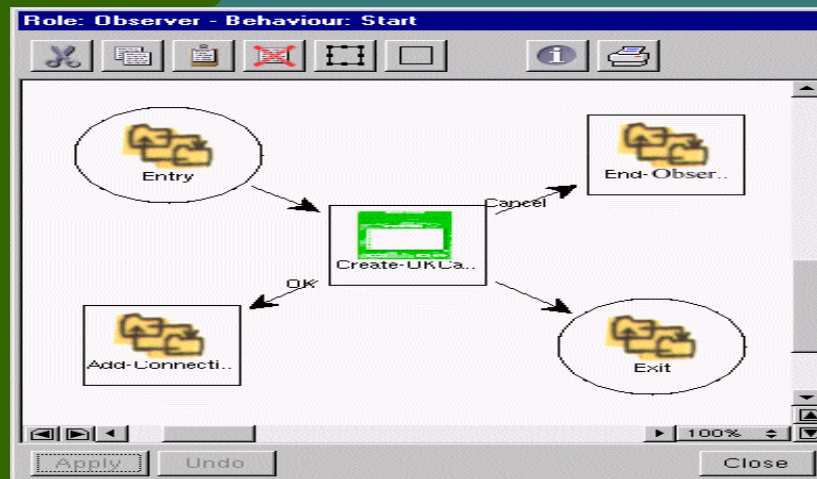 Role: Observer - Behaviour: Start
Entry
End-Obser..
Cancel
Create-UKCa..
OK
Add-Connecti..
Exit
100%
Apply
Undo
Close